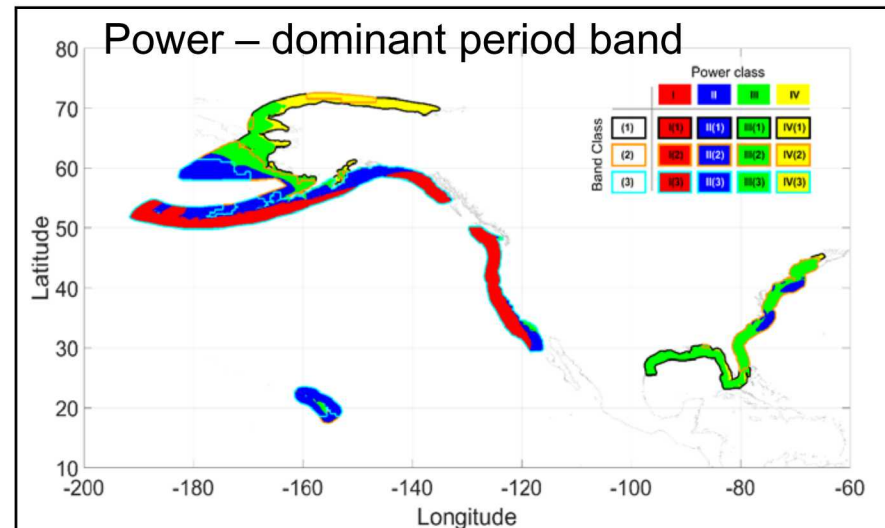 Power – dominant period band
Power class
I II III IV
Band Class
(1) I(1) II(1) III(1) IV(1)
(2) I(2) II(2) III(2) IV(2)
(3) I(3) II(3) III(3) IV(3)
Latitude
80
70
60
50
40
30
20
10
-200 -180 -160 -140 -120 -100 -80 -60
Longitude